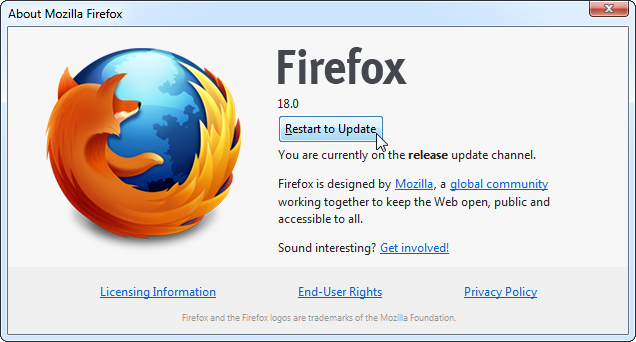 About Mozilla Firefox
Firefox
18.0
Restart to Update
You are currently on the release update channel.
Firefox is designed by Mozilla, a global community
working together to keep the Web open, public and
accessible to all.
Sound interesting? Get involved!
Licensing Information End-User Rights Privacy Policy
Firefox and the Firefox logos are trademarks of the Mozilla Foundation.